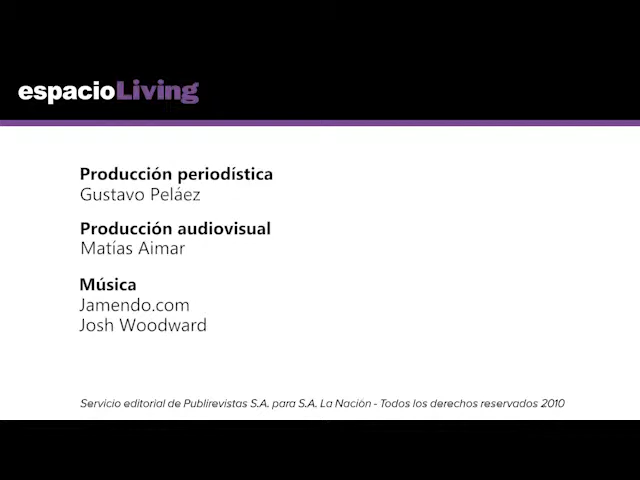 espacioLiving
Producción periodística
Gustavo Peláez
Producción audiovisual
Matías Aimar
Música
Jamendo.com
Josh Woodward
Servicio editorial de Publirevistas S.A. para S.A. La Nación - Todos los derechos reservados 2010